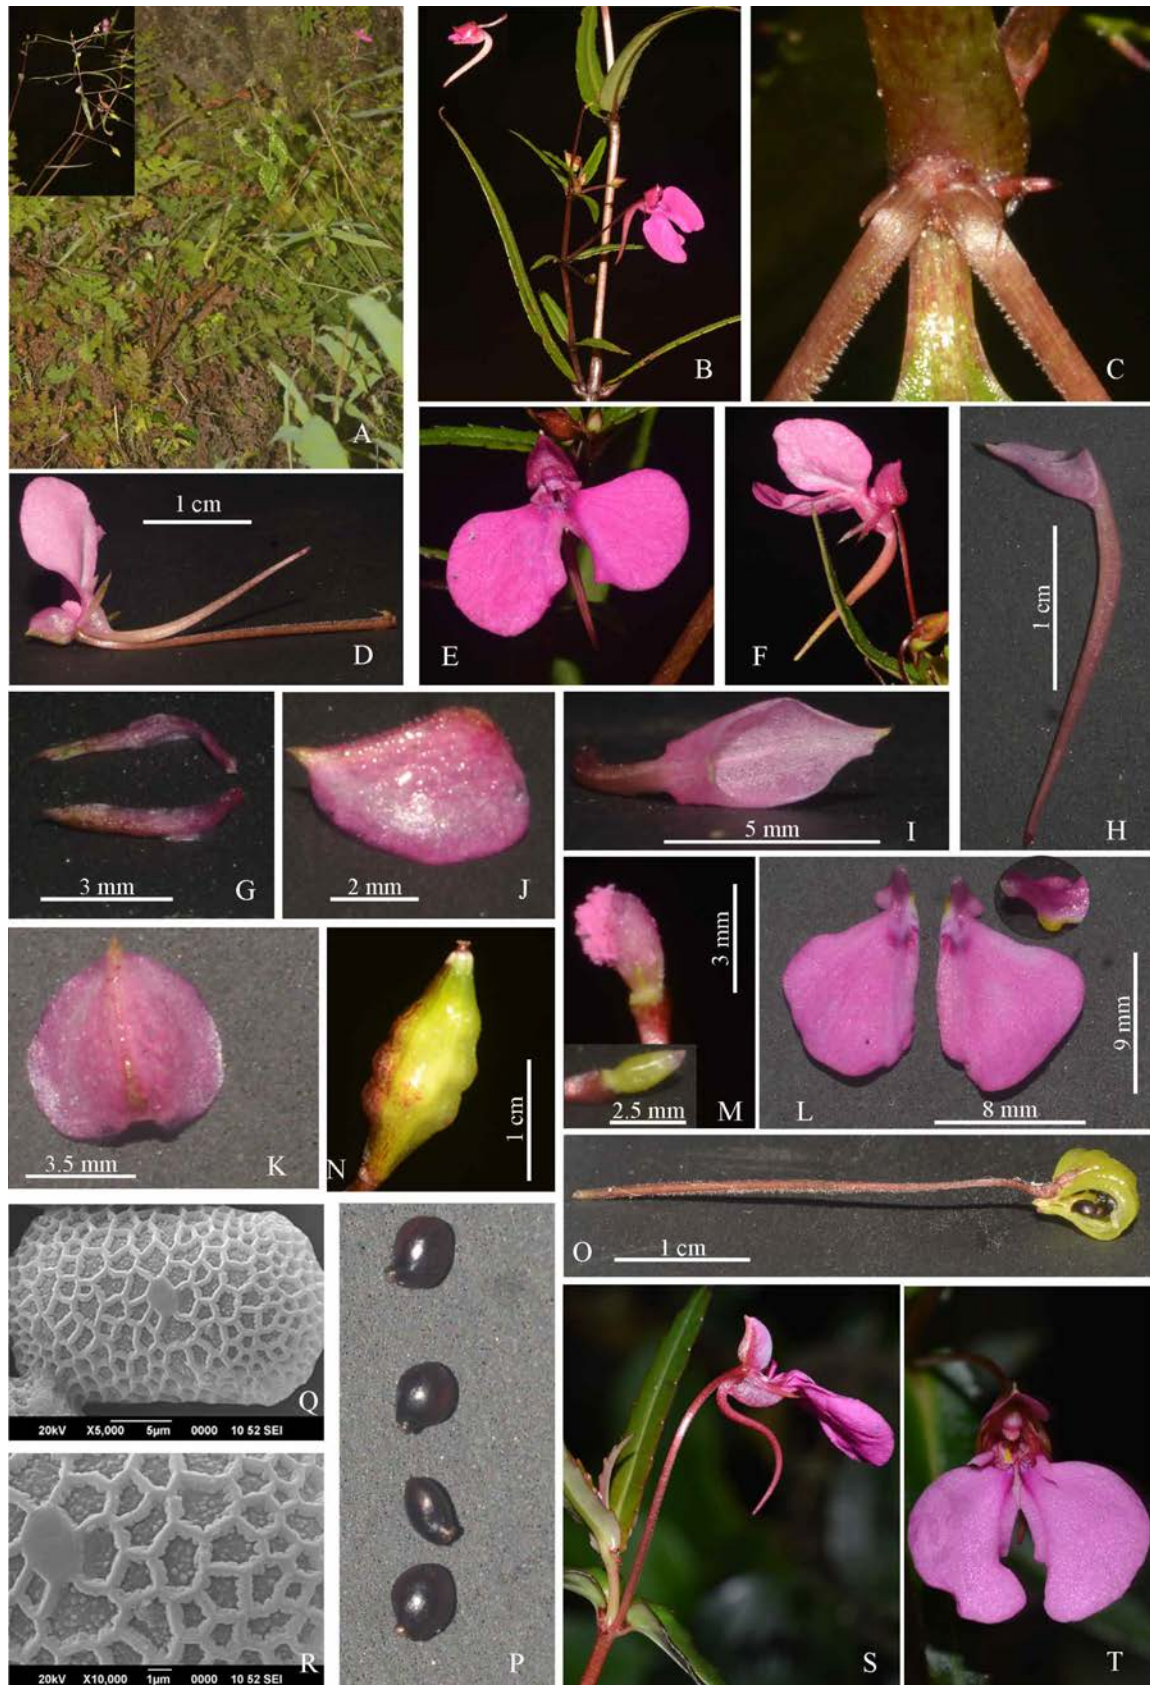 A
B
C
1 cm
D
E
F
1 cm
H
3 mm
G
2 mm
J
5 mm
I
3.5 mm
K
N
1 cm
3 mm
2.5 mm
M
9 mm
8 mm
L
O
1 cm
Q
20kV X5,000 5µm 0000 10 52 SEI
R
20kV X10,000 1µm 0000 10 52 SEI
P
S
T